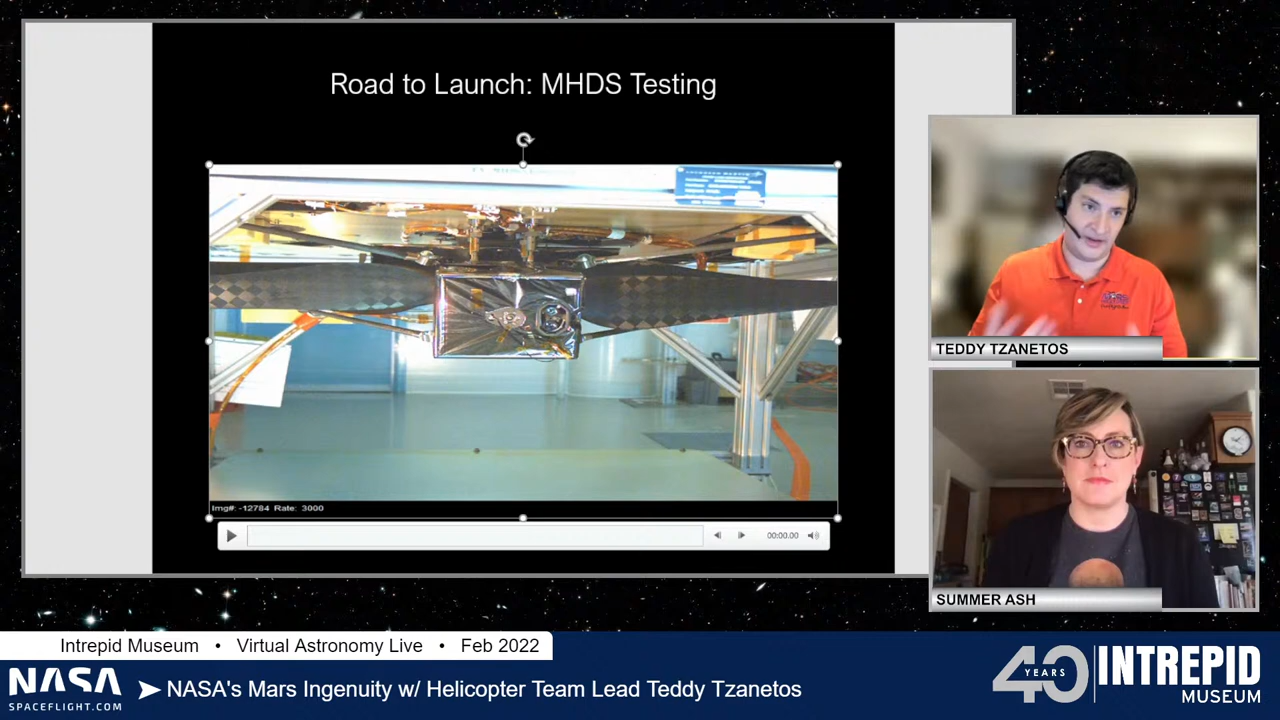 Road to Launch: MHDS Testing
Img#: -12784 Rate: 3000
00:00.00
TEDDY TZANETOS
SUMMER ASH
Intrepid Museum • Virtual Astronomy Live • Feb 2022
NASA
SPACEFLIGHT.COM
NASA's Mars Ingenuity w/ Helicopter Team Lead Teddy Tzanetos
40
YEARS
INTREPID
MUSEUM